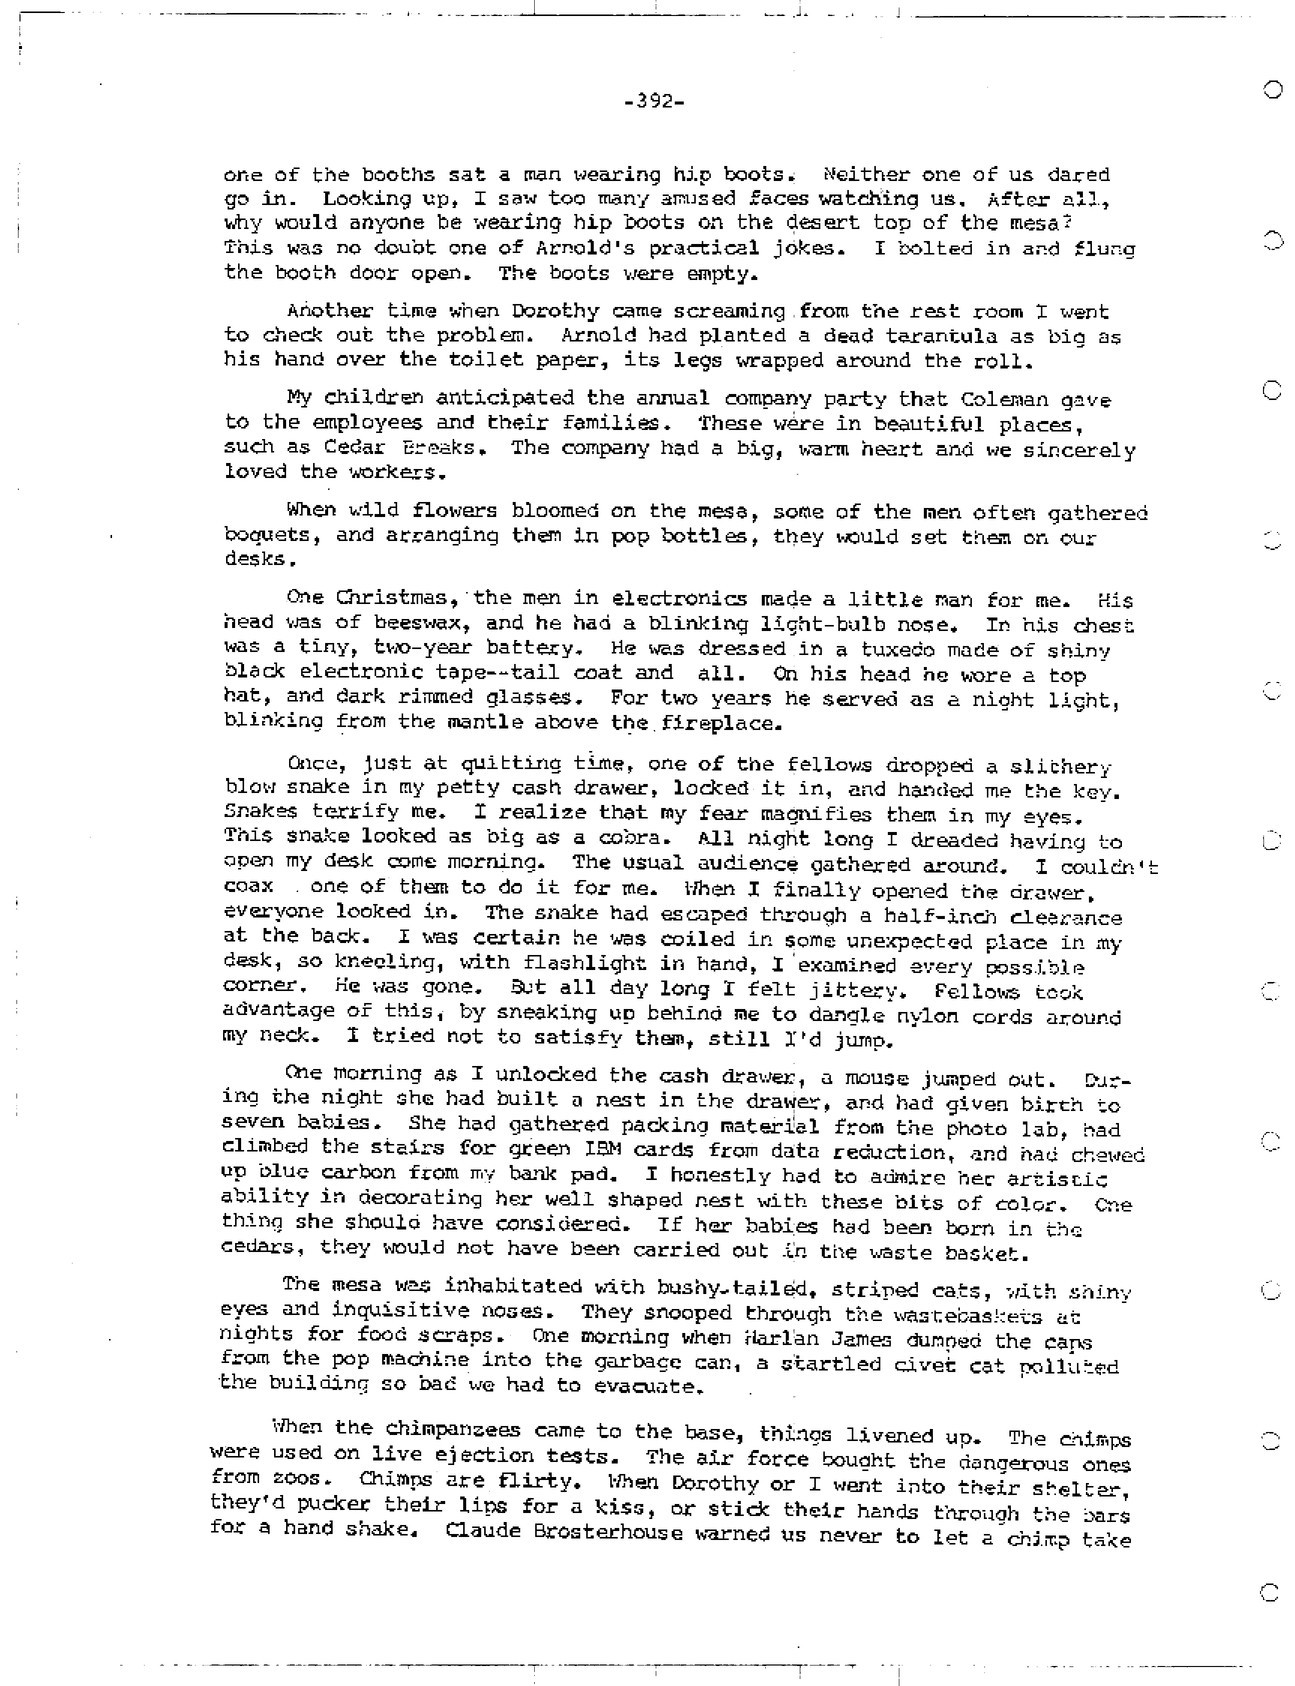 -392-
one of the booths sat a man wearing hip boots. Neither one of us dared
go in. Looking up, I saw too many amused faces watching us. After all,
why would anyone be wearing hip boots on the desert top of the mesa?
This was no doubt one of Arnold's practical jokes. I bolted in and flung
the booth door open. The boots were empty.
Another time when Dorothy came screaming from the rest room I went
to check out the problem. Arnold had planted a dead tarantula as big as
his hand over the toilet paper, its legs wrapped around the roll.
My children anticipated the annual company party that Coleman gave
to the employees and their families. These were in beautiful places,
such as Cedar Breaks. The company had a big, warm heart and we sincerely
loved the workers.
When wild flowers bloomed on the mesa, some of the men often gathered
boquets, and arranging them in pop bottles, they would set them on our
desks.
One Christmas, the men in electronics made a little man for me. His
head was of beeswax, and he had a blinking light-bulb nose. In his chest
was a tiny, two-year battery. He was dressed in a tuxedo made of shiny
black electronic tape--tail coat and all. On his head he wore a top
hat, and dark rimmed glasses. For two years he served as a night light,
blinking from the mantle above the fireplace.
Once, just at quitting time, one of the fellows dropped a slithery
blow snake in my petty cash drawer, locked it in, and handed me the key.
Snakes terrify me. I realize that my fear magnifies them in my eyes.
This snake looked as big as a cobra. All night long I dreaded having to
open my desk come morning. The usual audience gathered around. I couldn't
coax one of them to do it for me. When I finally opened the drawer,
everyone looked in. The snake had escaped through a half-inch clearance
at the back. I was certain he was coiled in some unexpected place in my
desk, so kneeling, with flashlight in hand, I examined every possible
corner. He was gone. But all day long I felt jittery. Fellows took
advantage of this, by sneaking up behind me to dangle nylon cords around
my neck. I tried not to satisfy them, still I'd jump.
One morning as I unlocked the cash drawer, a mouse jumped out. Dur-
ing the night she had built a nest in the drawer, and had given birth to
seven babies. She had gathered packing material from the photo lab, had
climbed the stairs for green IBM cards from data reduction, and had chewed
up blue carbon from my bank pad. I honestly had to admire her artistic
ability in decorating her well shaped nest with these bits of color. One
thing she should have considered. If her babies had been born in the
cedars, they would not have been carried out in the waste basket.
The mesa was inhabitated with bushy-tailed, striped cats, with shiny
eyes and inquisitive noses. They snooped through the wastebaskets at
nights for food scraps. One morning when Harlan James dumped the caps
from the pop machine into the garbage can, a startled civet cat polluted
the building so bad we had to evacuate.
When the chimpanzees came to the base, things livened up. The chimps
were used on live ejection tests. The air force bought the dangerous ones
from zoos. Chimps are flirty. When Dorothy or I went into their shelter,
they'd pucker their lips for a kiss, or stick their hands through the bars
for a hand shake. Claude Brosterhouse warned us never to let a chimp take